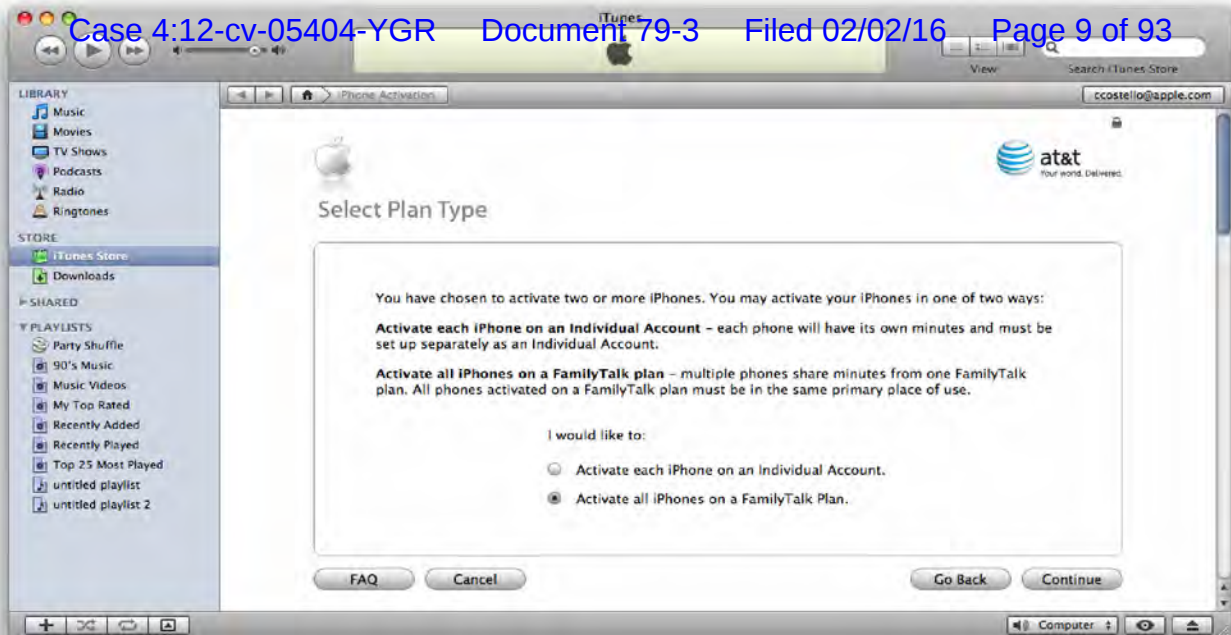 iTunes
Case 4:12-cv-05404-YGR Document 79-3 Filed 02/02/16 Page 9 of 93
View
Search iTunes Store
LIBRARY
Music
Movies
TV Shows
Podcasts
Radio
Ringtones
STORE
iTunes Store
Downloads
SHARED
PLAYLISTS
Party Shuffle
90's Music
Music Videos
My Top Rated
Recently Added
Recently Played
Top 25 Most Played
untitled playlist
untitled playlist 2
Phone Activation
ccostello@apple.com
at&t
Your world. Delivered.
Select Plan Type
You have chosen to activate two or more iPhones. You may activate your iPhones in one of two ways:
Activate each iPhone on an Individual Account – each phone will have its own minutes and must be
set up separately as an Individual Account.
Activate all iPhones on a FamilyTalk plan – multiple phones share minutes from one FamilyTalk
plan. All phones activated on a FamilyTalk plan must be in the same primary place of use.
I would like to:
Activate each iPhone on an Individual Account.
Activate all iPhones on a FamilyTalk Plan.
FAQ
Cancel
Go Back
Continue
Computer